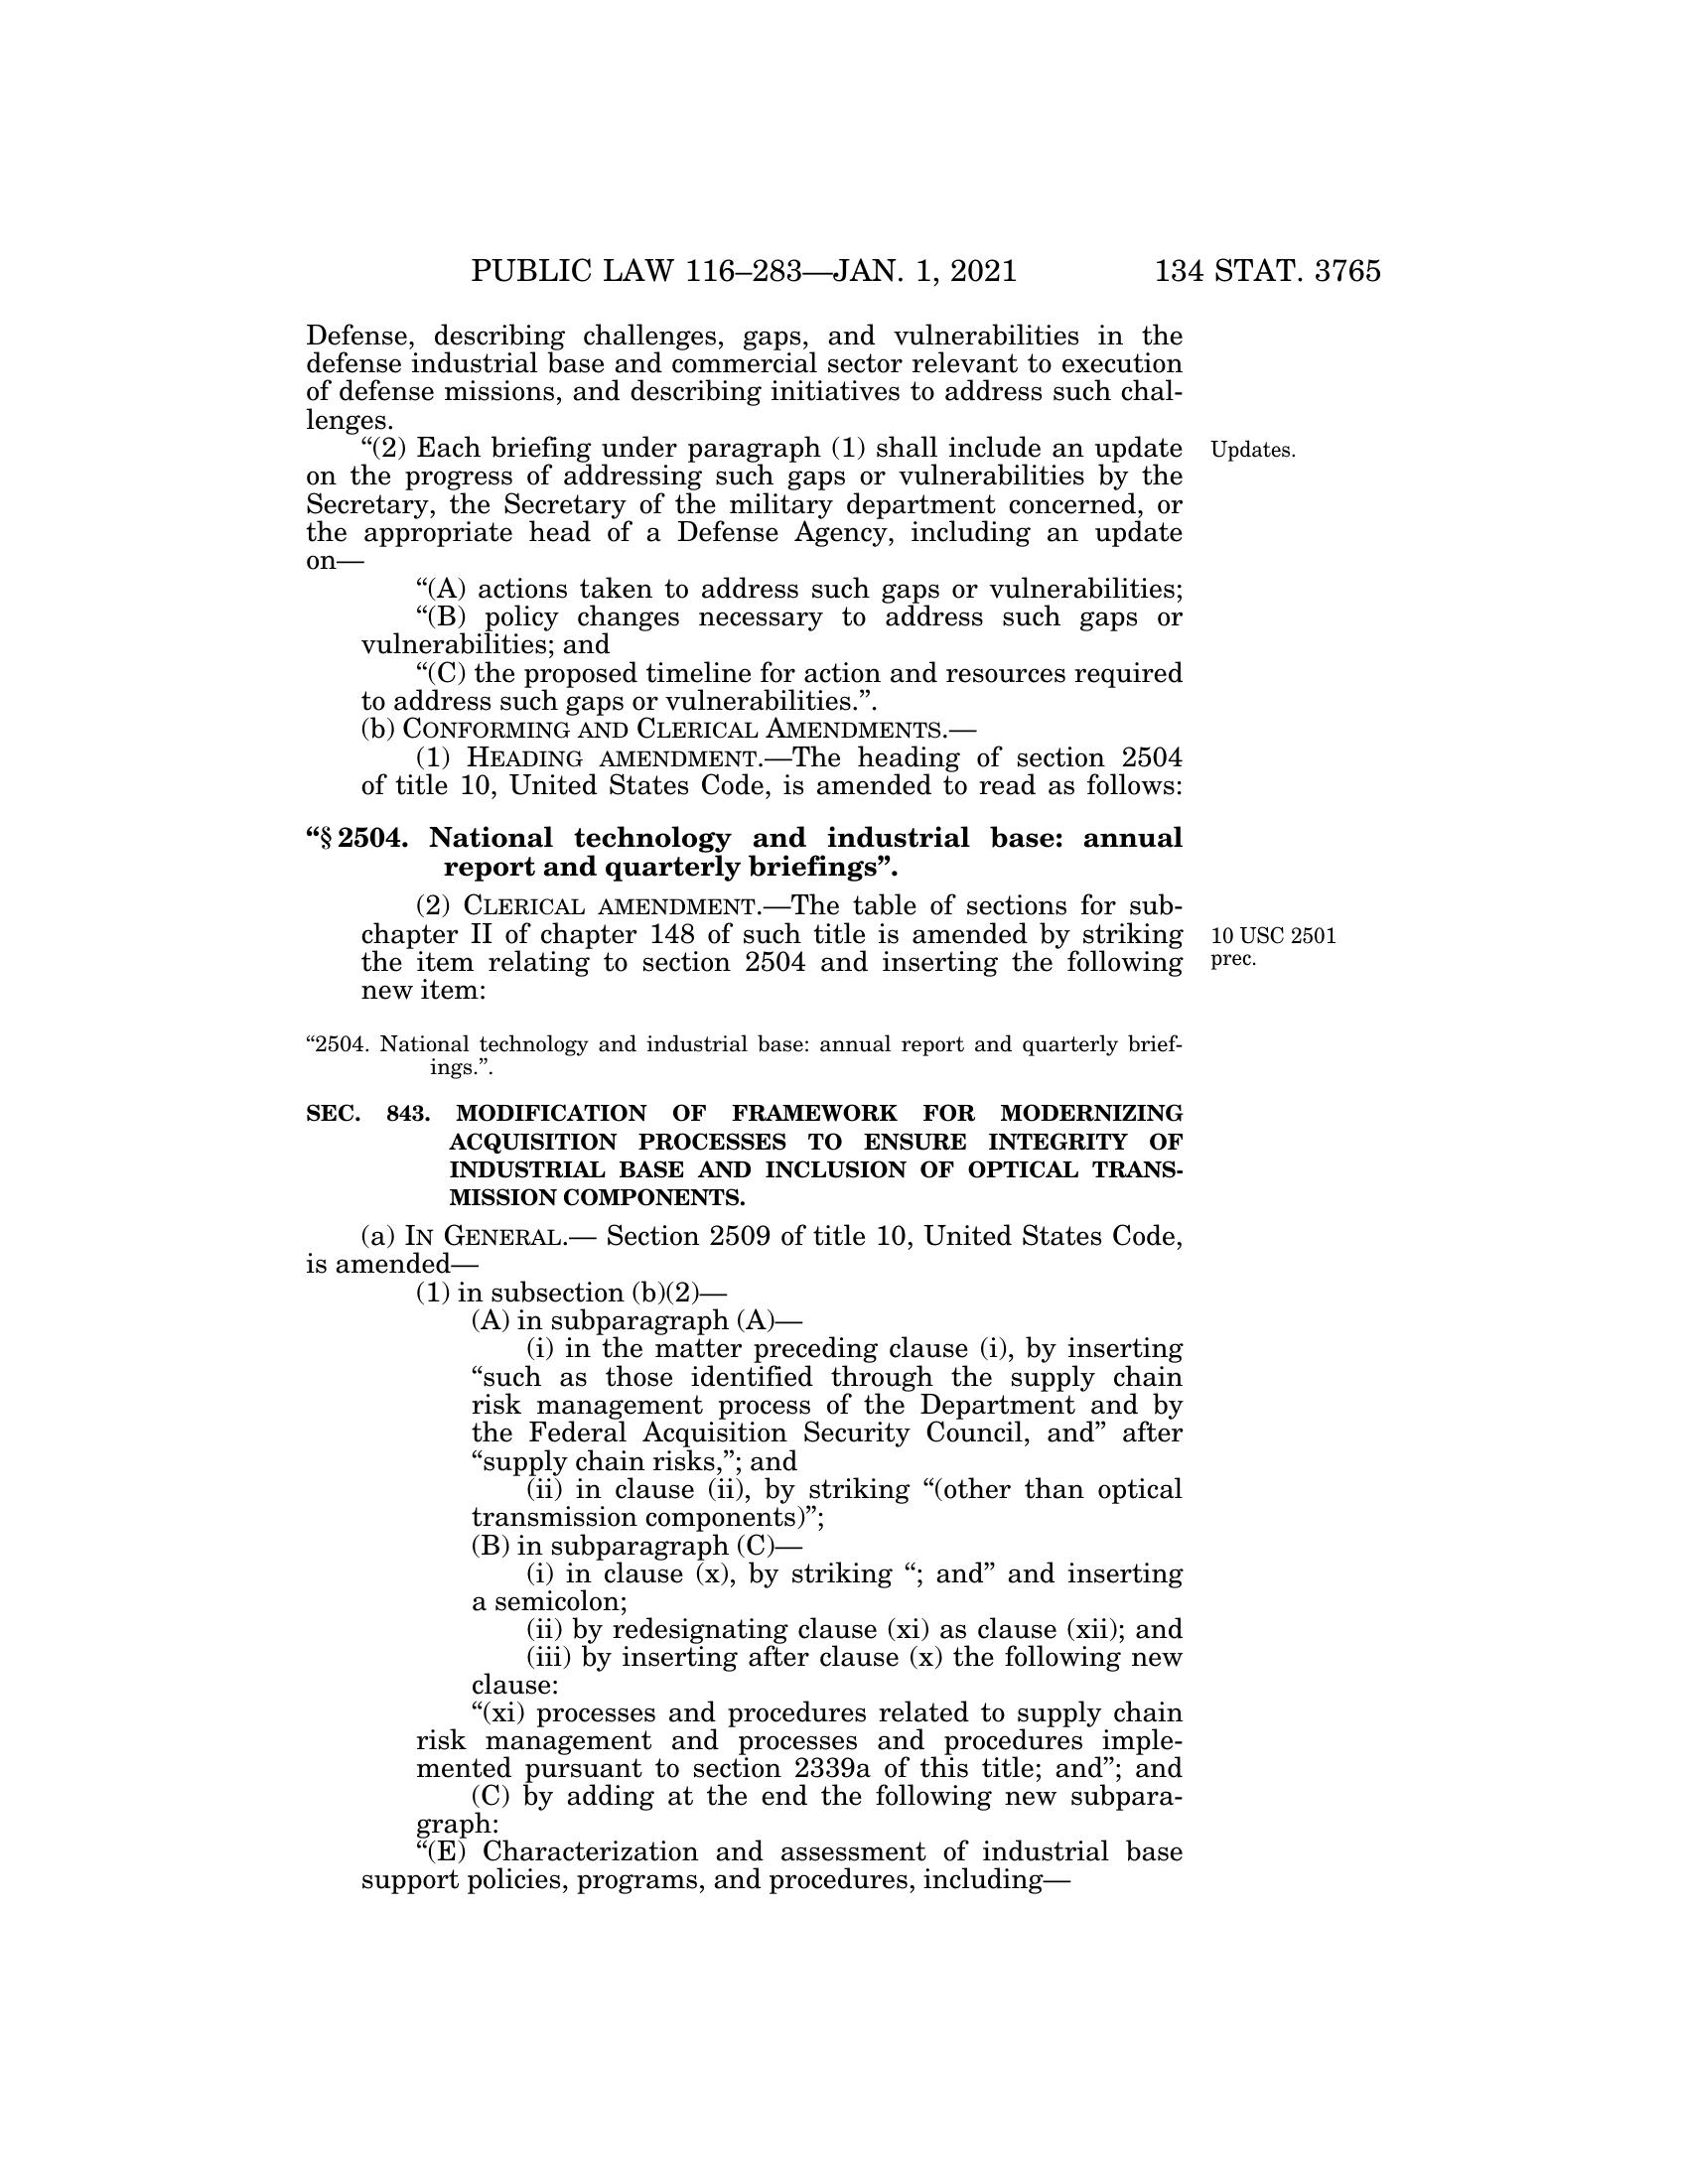 PUBLIC LAW 116–283—JAN. 1, 2021 134 STAT. 3765
Defense, describing challenges, gaps, and vulnerabilities in the
defense industrial base and commercial sector relevant to execution
of defense missions, and describing initiatives to address such chal-
lenges.
“(2) Each briefing under paragraph (1) shall include an update
Updates.
on the progress of addressing such gaps or vulnerabilities by the
Secretary, the Secretary of the military department concerned, or
the appropriate head of a Defense Agency, including an update
on—
“(A) actions taken to address such gaps or vulnerabilities;
“(B) policy changes necessary to address such gaps or
vulnerabilities; and
“(C) the proposed timeline for action and resources required
to address such gaps or vulnerabilities.”.
(b) CONFORMING AND CLERICAL AMENDMENTS.—
(1) HEADING AMENDMENT.—The heading of section 2504
of title 10, United States Code, is amended to read as follows:
“§ 2504. National technology and industrial base: annual
report and quarterly briefings”.
(2) CLERICAL AMENDMENT.—The table of sections for sub-
chapter II of chapter 148 of such title is amended by striking
10 USC 2501
prec.
the item relating to section 2504 and inserting the following
new item:
“2504. National technology and industrial base: annual report and quarterly brief-
ings.”.
SEC. 843. MODIFICATION OF FRAMEWORK FOR MODERNIZING
ACQUISITION PROCESSES TO ENSURE INTEGRITY OF
INDUSTRIAL BASE AND INCLUSION OF OPTICAL TRANS-
MISSION COMPONENTS.
(a) IN GENERAL.— Section 2509 of title 10, United States Code,
is amended—
(1) in subsection (b)(2)—
(A) in subparagraph (A)—
(i) in the matter preceding clause (i), by inserting
“such as those identified through the supply chain
risk management process of the Department and by
the Federal Acquisition Security Council, and” after
“supply chain risks,”; and
(ii) in clause (ii), by striking “(other than optical
transmission components)”;
(B) in subparagraph (C)—
(i) in clause (x), by striking “; and” and inserting
a semicolon;
(ii) by redesignating clause (xi) as clause (xii); and
(iii) by inserting after clause (x) the following new
clause:
“(xi) processes and procedures related to supply chain
risk management and processes and procedures imple-
mented pursuant to section 2339a of this title; and”; and
(C) by adding at the end the following new subpara-
graph:
“(E) Characterization and assessment of industrial base
support policies, programs, and procedures, including—